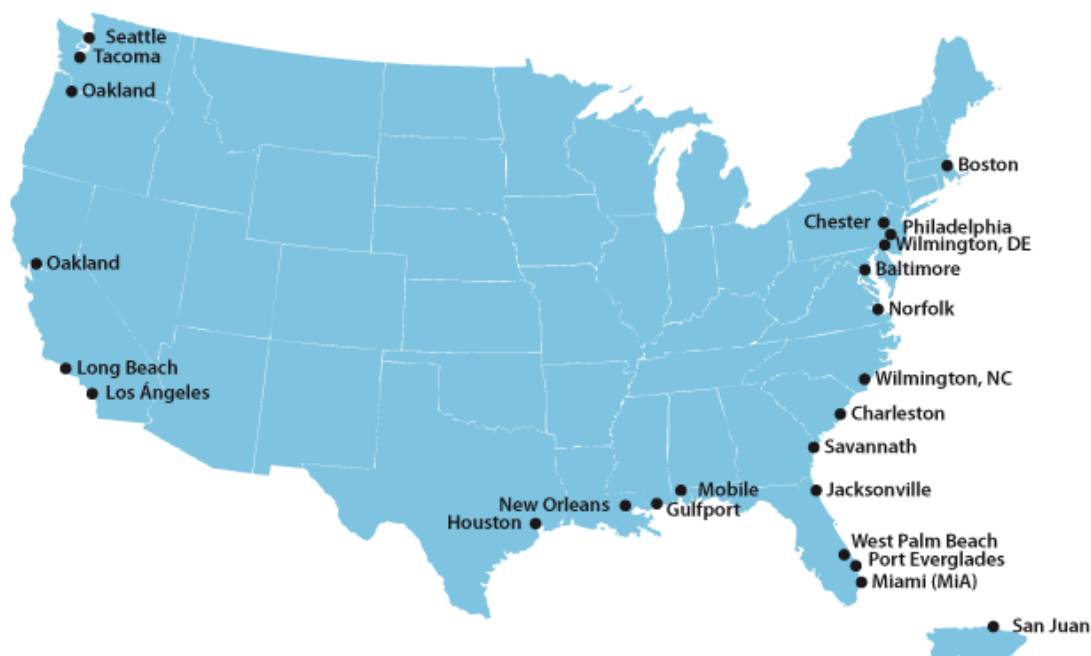 Seattle
Tacoma
Oakland
Boston
Chester
Philadelphia
Wilmington, DE
Oakland
Baltimore
Norfolk
Long Beach
Wilmington, NC
Los Ángeles
Charleston
Savannath
Mobile
Jacksonville
New Orleans
Gulfport
Houston
West Palm Beach
Port Everglades
Miami (MiA)
San Juan